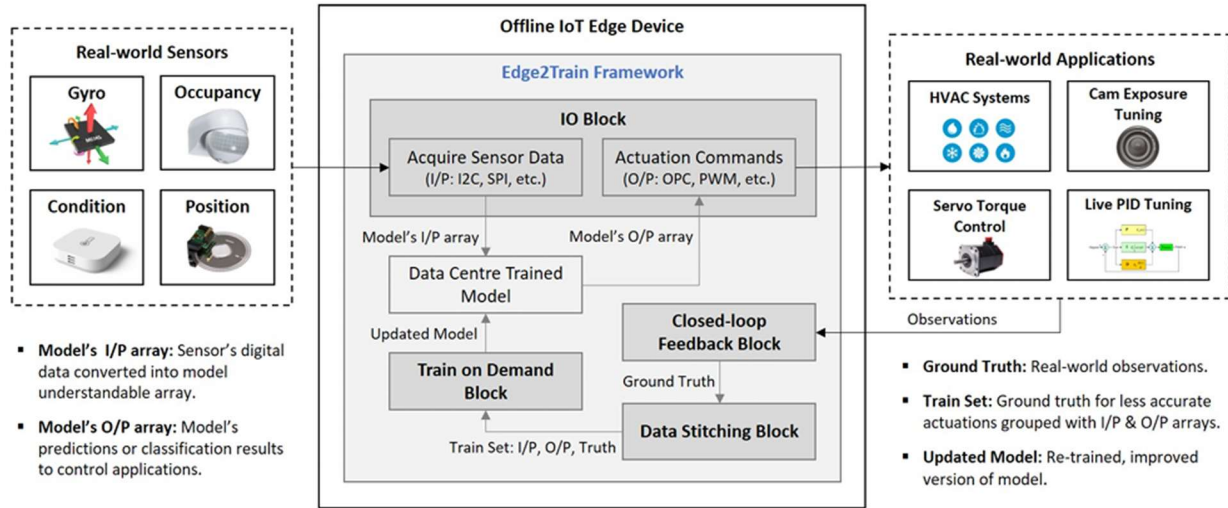 Offline IoT Edge Device
Edge2Train Framework
Real-world Sensors
Gyro
Occupancy
Condition
Position
IO Block
Acquire Sensor Data
(I/P: I2C, SPI, etc.)
Actuation Commands
(O/P: OPC, PWM, etc.)
Model's I/P array
Model's O/P array
Data Centre Trained
Model
Updated Model
Train on Demand
Block
Train Set: I/P, O/P, Truth
Closed-loop
Feedback Block
Ground Truth
Data Stitching Block
Real-world Applications
HVAC Systems
Cam Exposure
Tuning
Servo Torque
Control
Live PID Tuning
Observations
▪ Model's I/P array: Sensor's digital
data converted into model
understandable array.
▪ Model's O/P array: Model's
predictions or classification results
to control applications.
▪ Ground Truth: Real-world observations.
▪ Train Set: Ground truth for less accurate
actuations grouped with I/P & O/P arrays.
▪ Updated Model: Re-trained, improved
version of model.